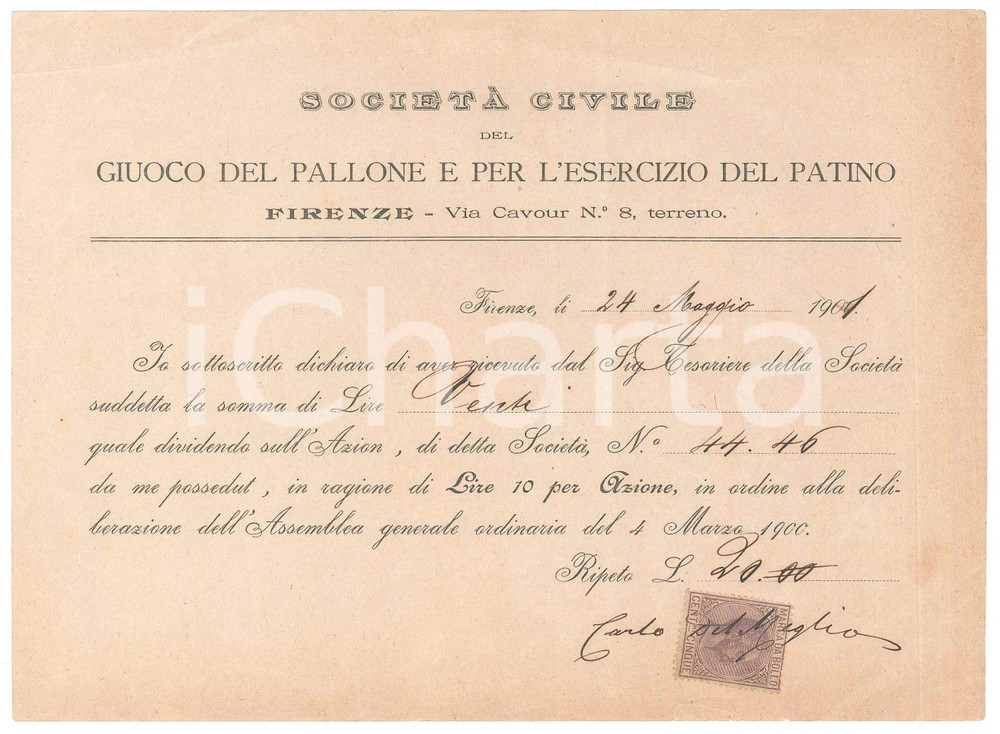 SOCIETÀ CIVILE
DEL
GIUOCO DEL PALLONE E PER L'ESERCIZIO DEL PATINO
FIRENZE - Via Cavour N.º 8, terreno.
Firenze, li 24 Maggio 1901.
Io sottoscritto dichiaro di aver ricevuto dal Sig. Tesoriere della Società
suddetta la somma di Lire Venti
quale dividendo sull'Azion , di detta Società, N.º 44.46
da me possedut , in ragione di Lire 10 per Azione, in ordine alla deli-
berazione dell'Assemblea generale ordinaria del 4 Marzo 1900.
Ripeto L. 20.00
Carlo Del Meglio
MARCA DA BOLLO
CENT. CINQUE
iCharta